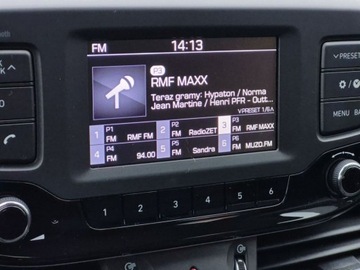 FM 14:13
P3
RMF MAXX
Teraz gramy: Hypaton / Norma
Jean Martine / Henri PFR - Outt...
▽PRESET 1/6∧
1 P1 FM RMF FM 2 P2 FM RadioZET 3 P3 FM RMF MAXX
4 P4 FM 94.00 5 P5 FM Sandra 6 P6 FM MUZO.FM
1 2 3 4 5 6
PRESET
MENU